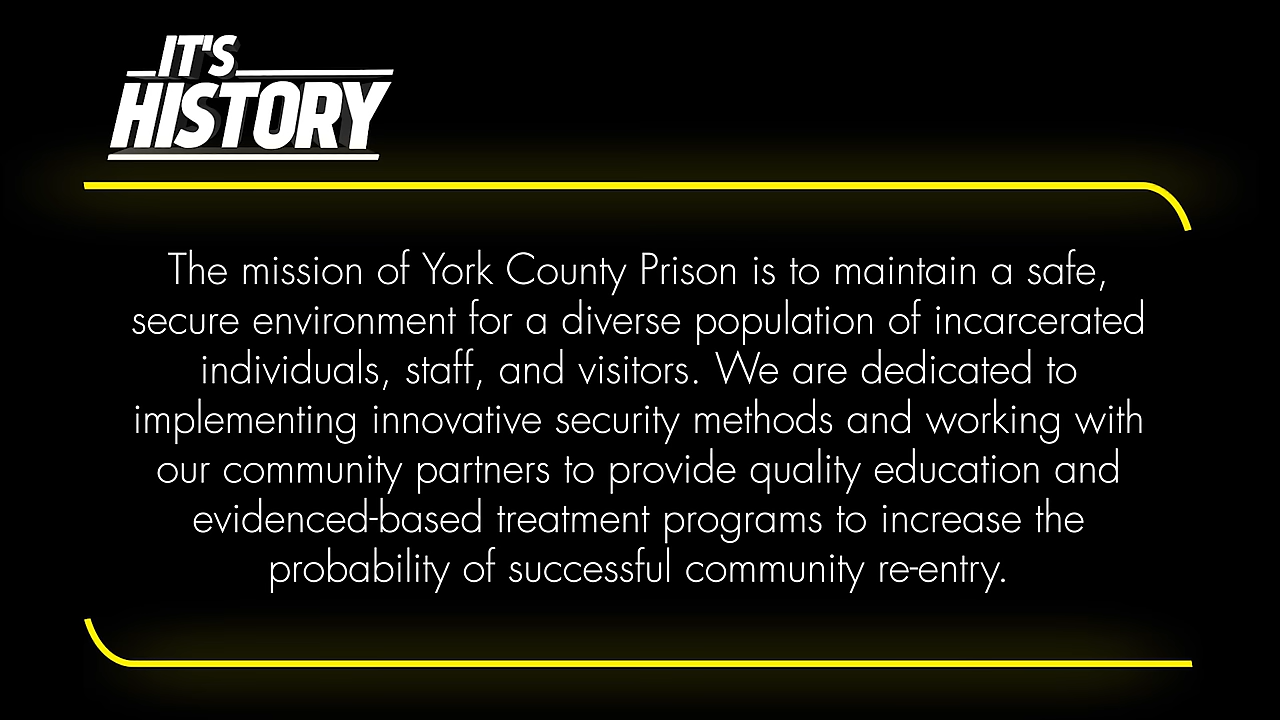 IT'S
HISTORY
The mission of York County Prison is to maintain a safe,
secure environment for a diverse population of incarcerated
individuals, staff, and visitors. We are dedicated to
implementing innovative security methods and working with
our community partners to provide quality education and
evidenced-based treatment programs to increase the
probability of successful community re-entry.